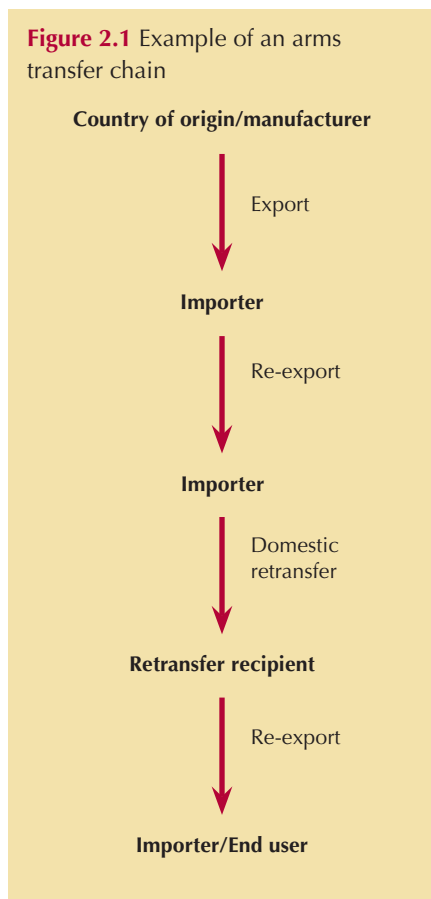 Figure 2.1 Example of an arms
transfer chain
Country of origin/manufacturer
Export
Importer
Re-export
Importer
Domestic
retransfer
Retransfer recipient
Re-export
Importer/End user